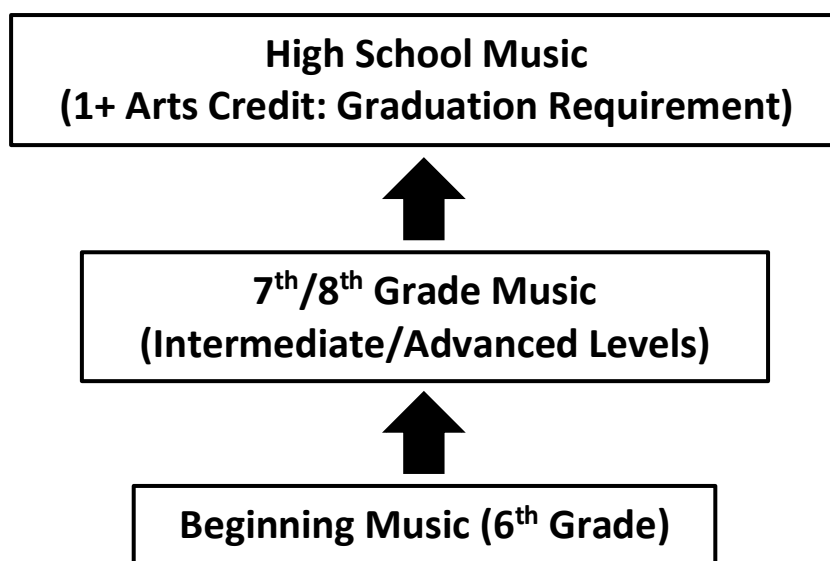 High School Music
(1+ Arts Credit: Graduation Requirement)
7th/8th Grade Music
(Intermediate/Advanced Levels)
Beginning Music (6th Grade)